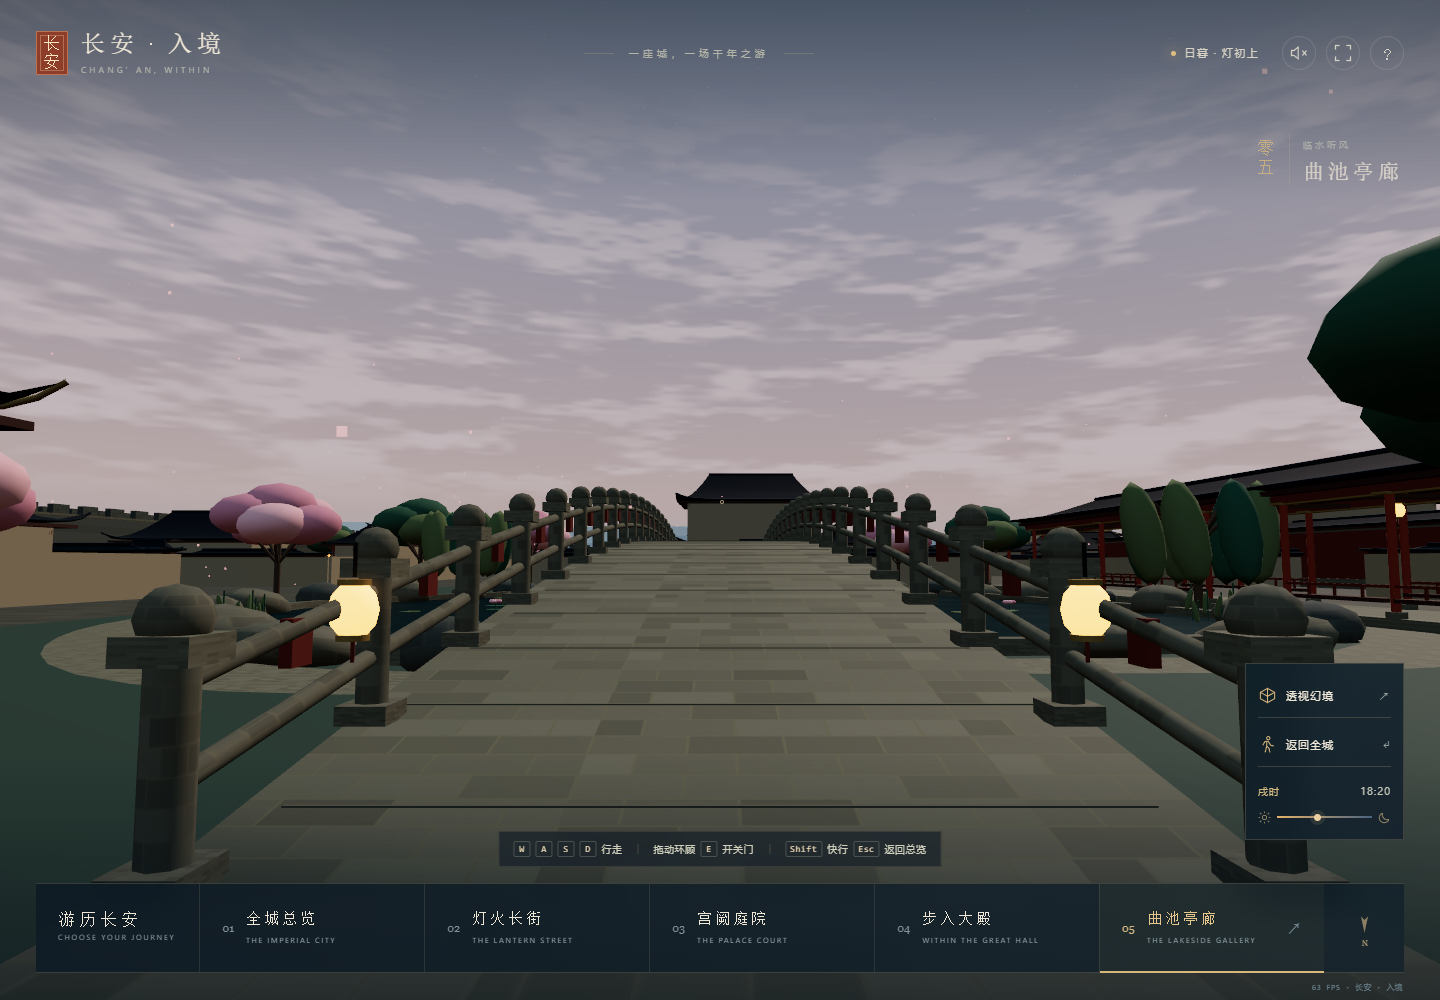 长安
长安 · 入境
CHANG' AN, WITHIN
一座城，一场千年之游
日暮 · 灯初上
?
零五
临水听风
曲池亭廊
透视幻境
返回全城
戌时 18:20
W A S D 行走 | 拖动环顾 E 开关门 | Shift 快行 Esc 返回总览
游历长安
CHOOSE YOUR JOURNEY
01 全城总览
THE IMPERIAL CITY
02 灯火长街
THE LANTERN STREET
03 宫阙庭院
THE PALACE COURT
04 步入大殿
WITHIN THE GREAT HALL
05 曲池亭廊
THE LAKESIDE GALLERY
N
63 FPS · 长安 · 入境